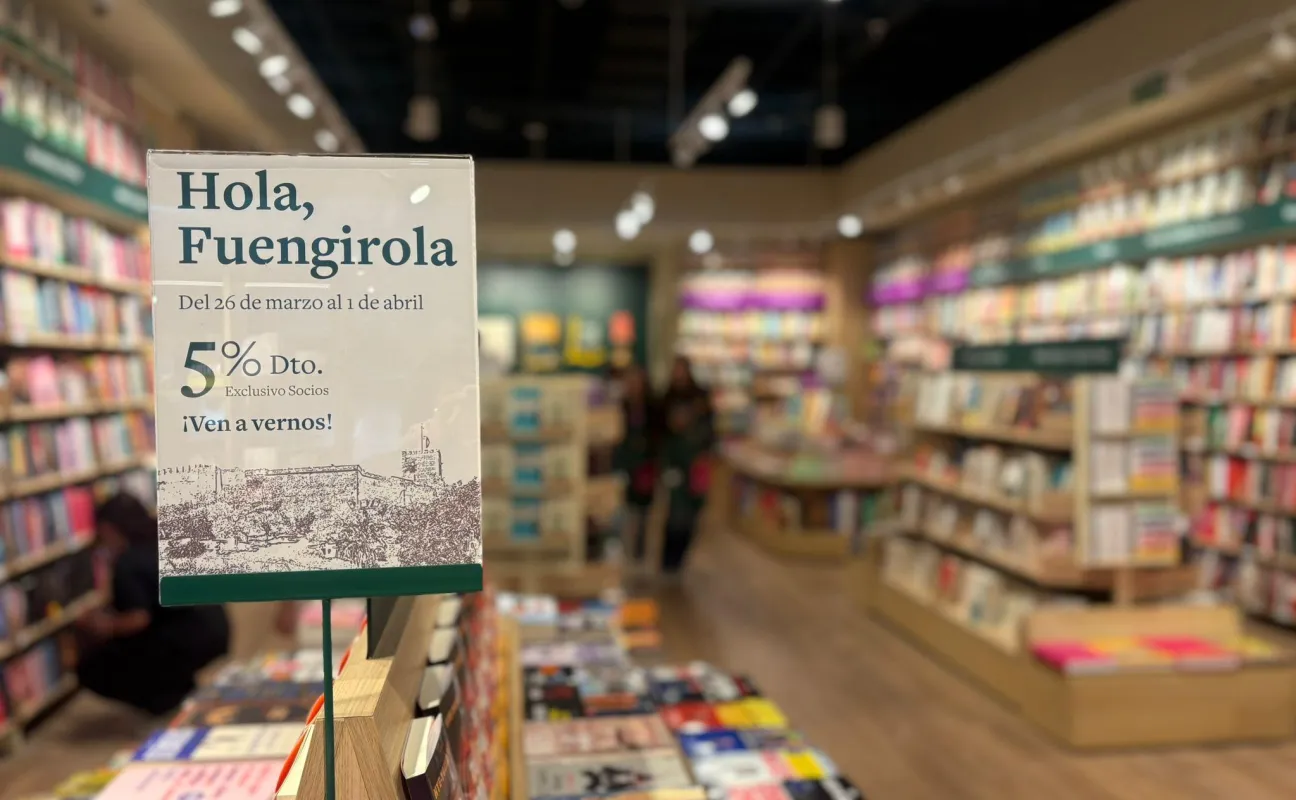 Hola,
Fuengirola
Del 26 de marzo al 1 de abril
5% Dto.
Exclusivo Socios
¡Ven a vernos!